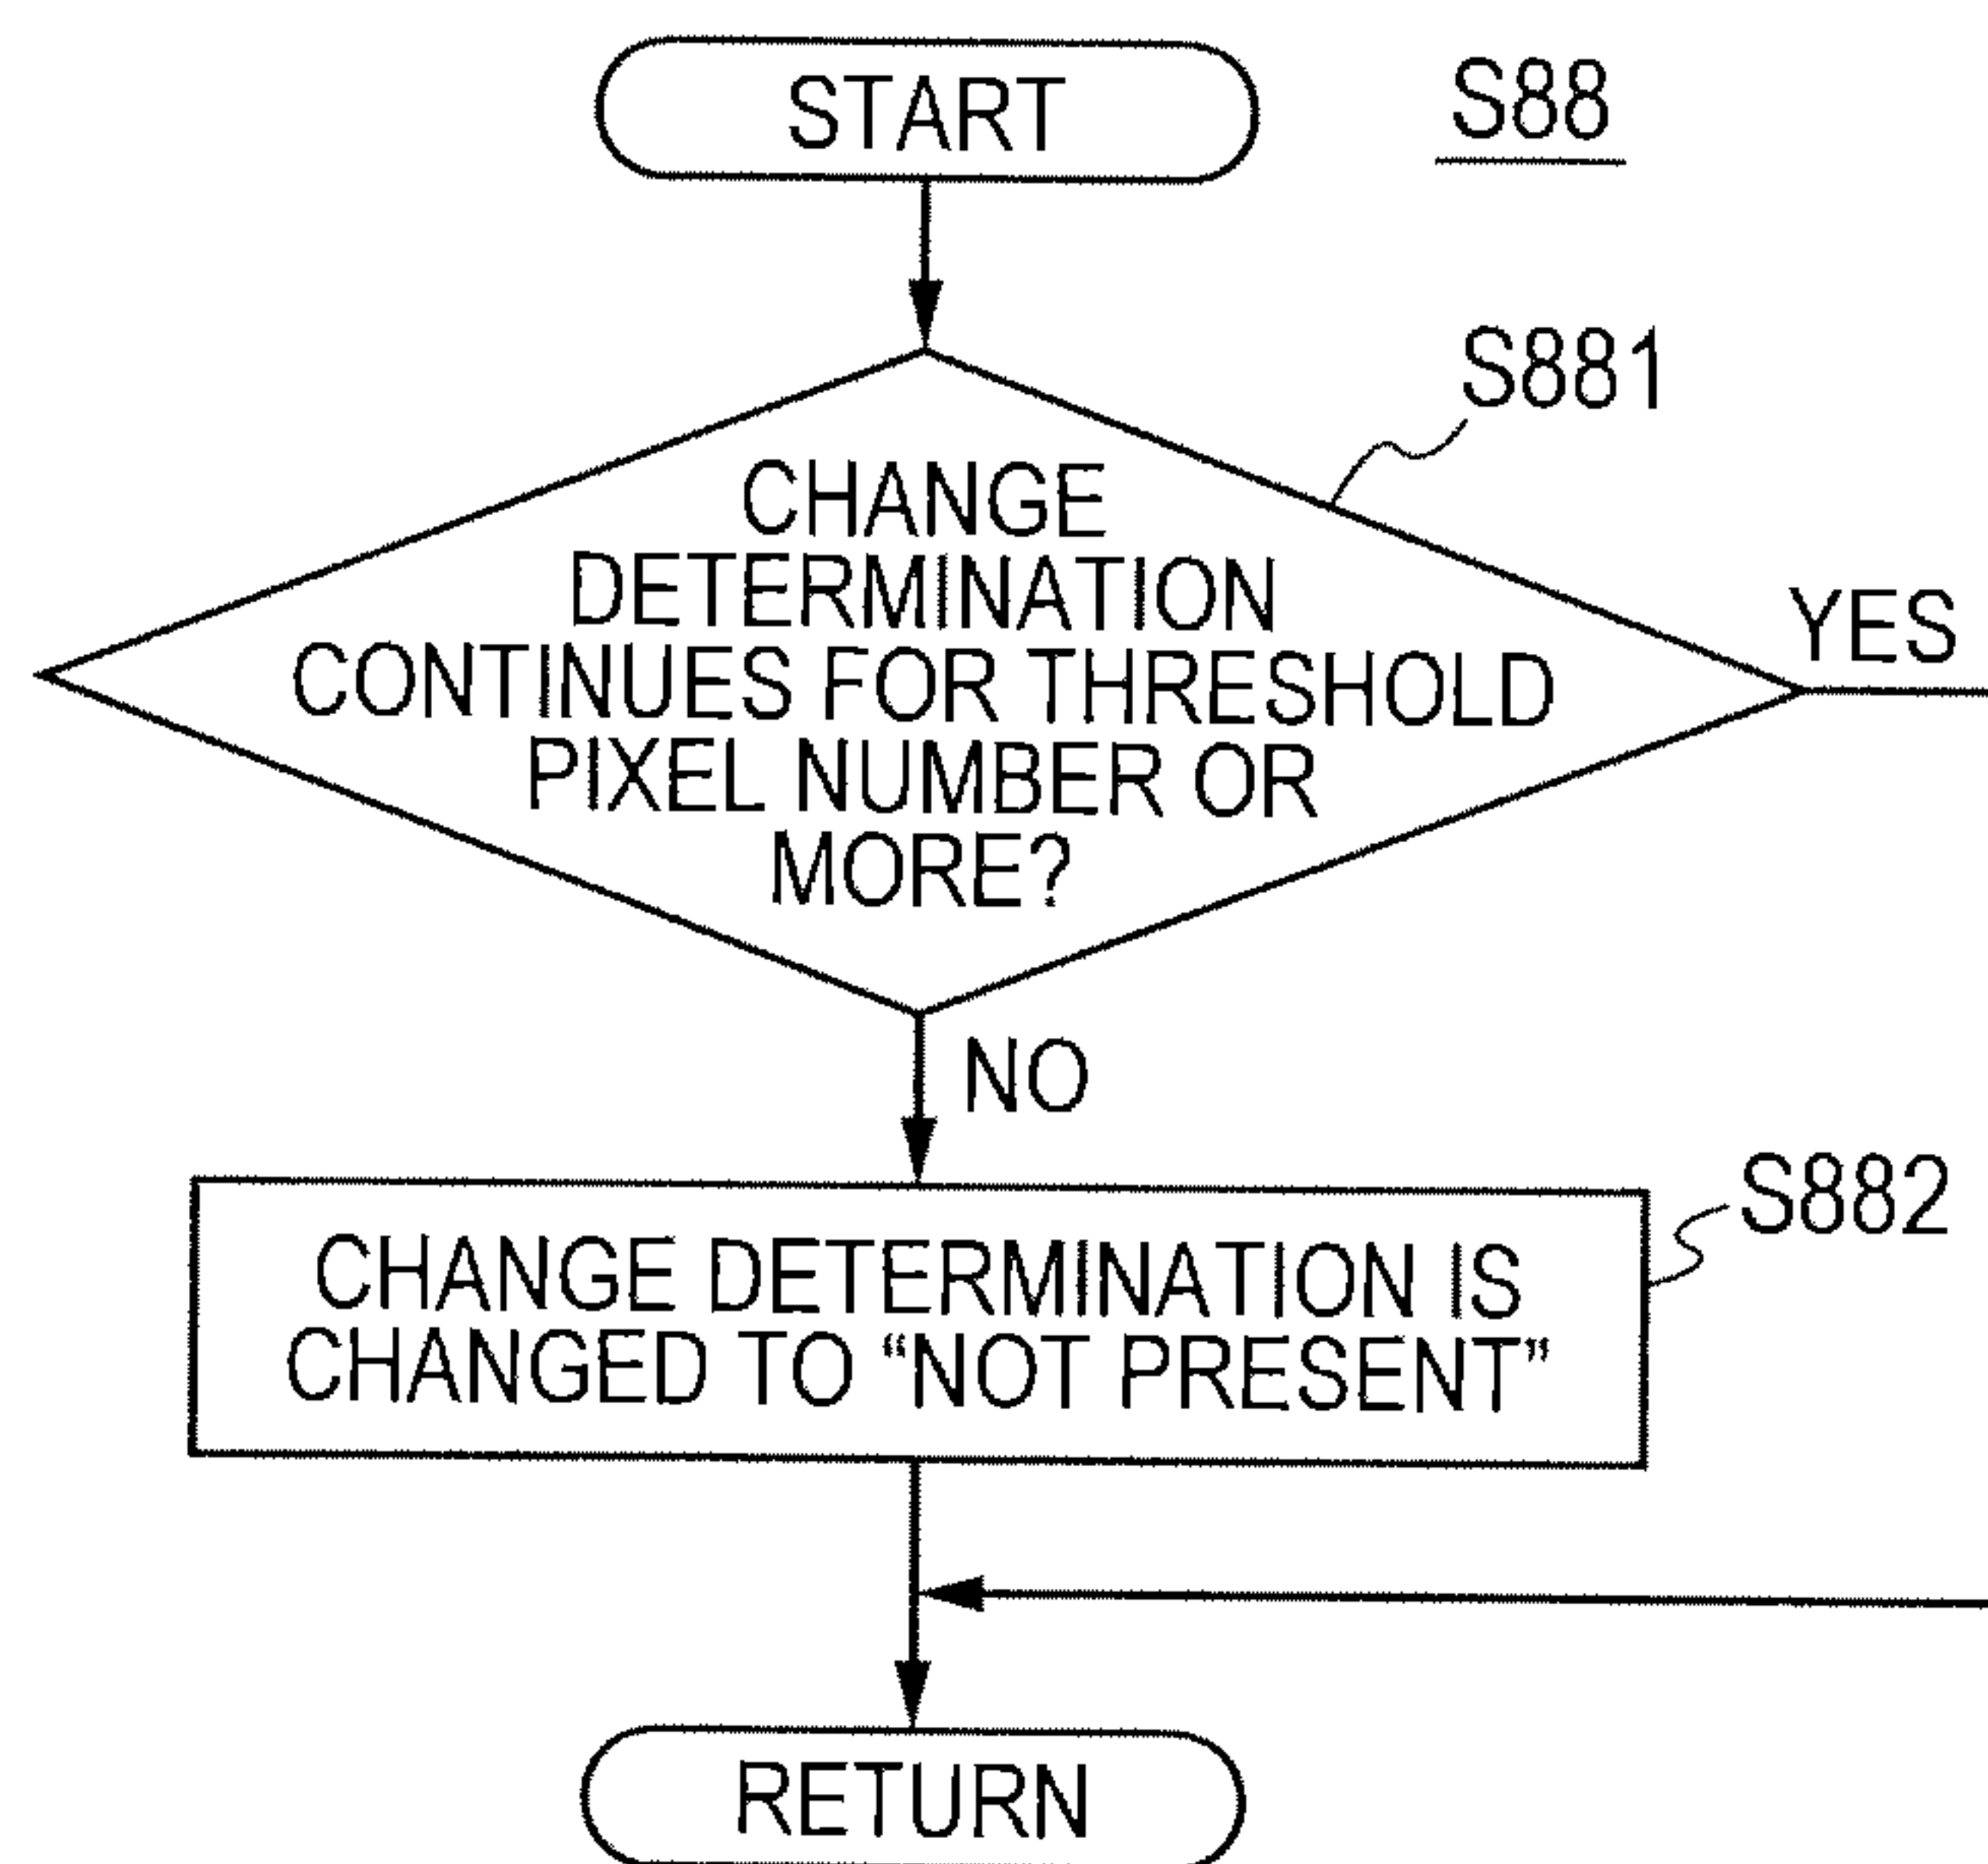 START
S88
S881
CHANGE
DETERMINATION
CONTINUES FOR THRESHOLD
PIXEL NUMBER OR
MORE?
YES
NO
S882
CHANGE DETERMINATION IS
CHANGED TO “NOT PRESENT”
RETURN